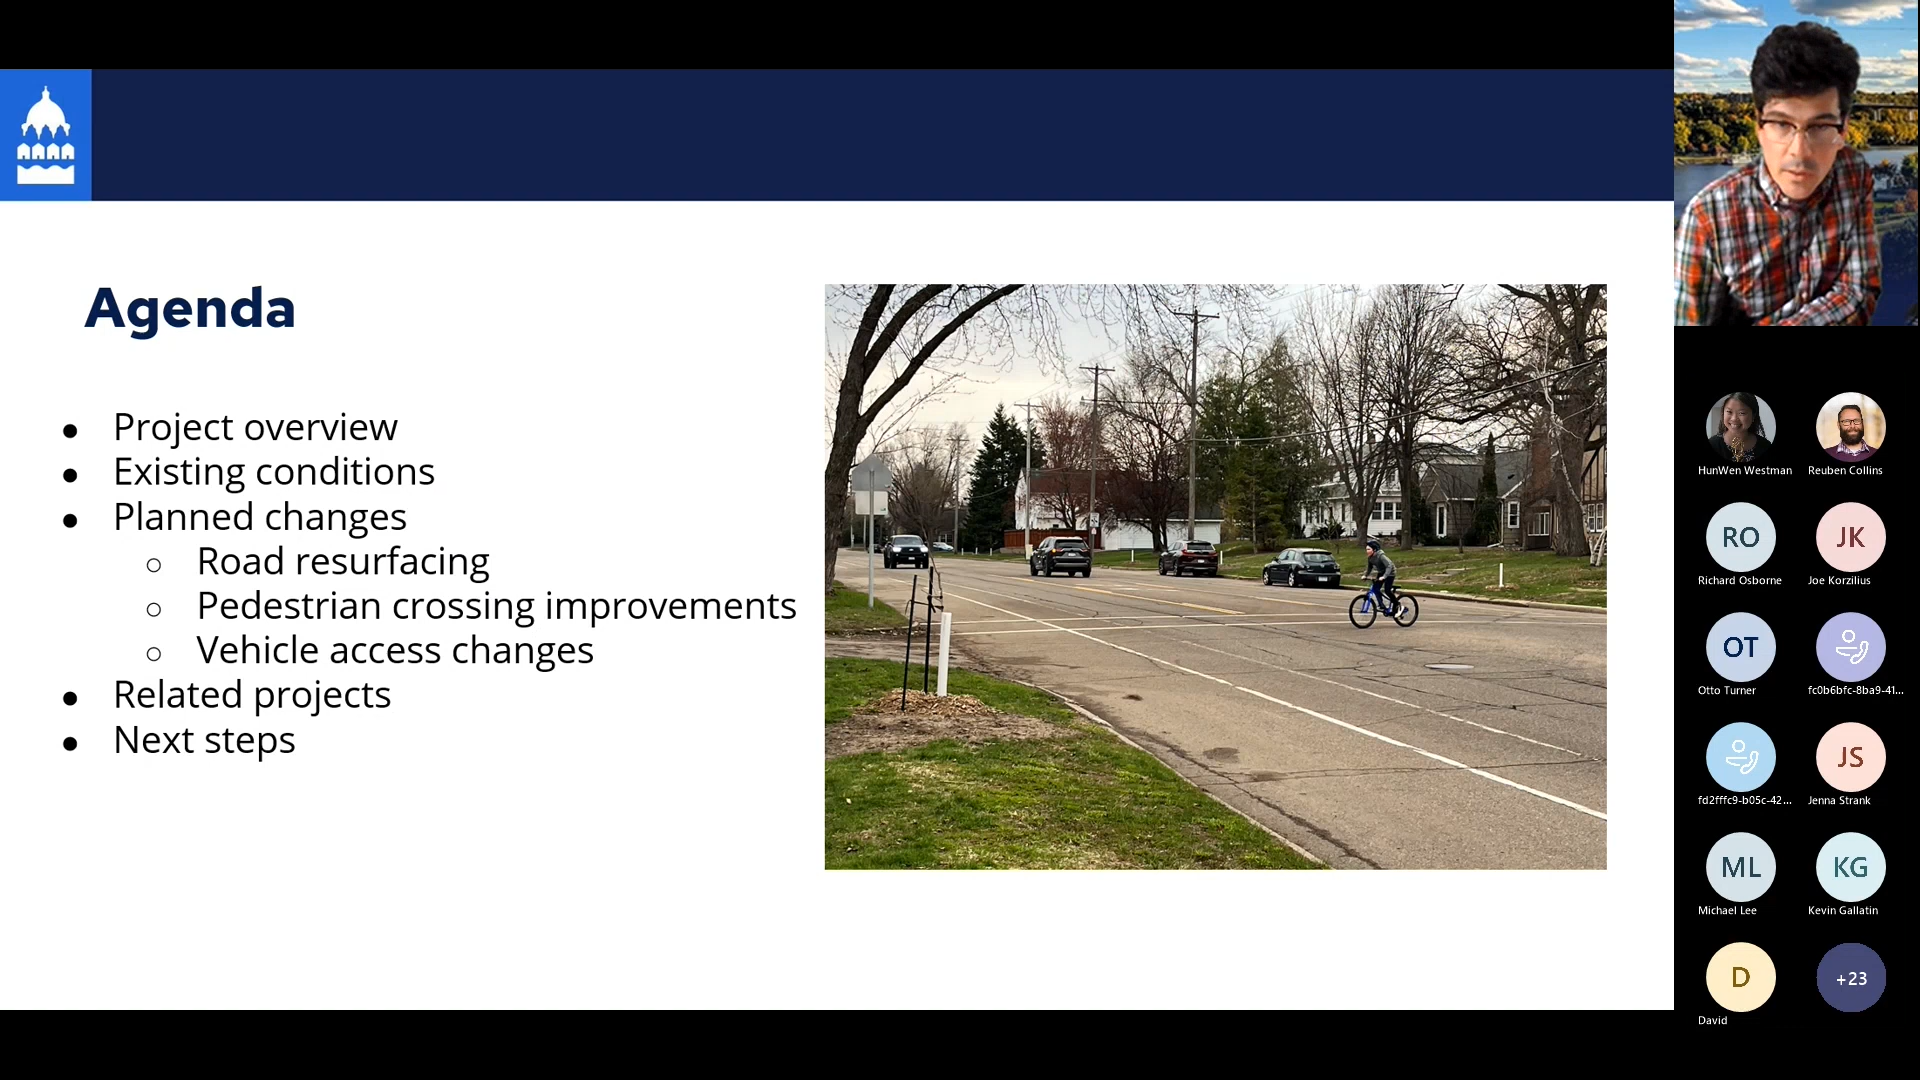 Agenda
Project overview
Existing conditions
Planned changes
Road resurfacing
Pedestrian crossing improvements
Vehicle access changes
Related projects
Next steps
HunWen Westman
Reuben Collins
RO
Richard Osborne
JK
Joe Korzilius
OT
Otto Turner
fc0b6bfc-8ba9-41...
fd2fffc9-b05c-42...
JS
Jenna Strank
ML
Michael Lee
KG
Kevin Gallatin
D
David
+23